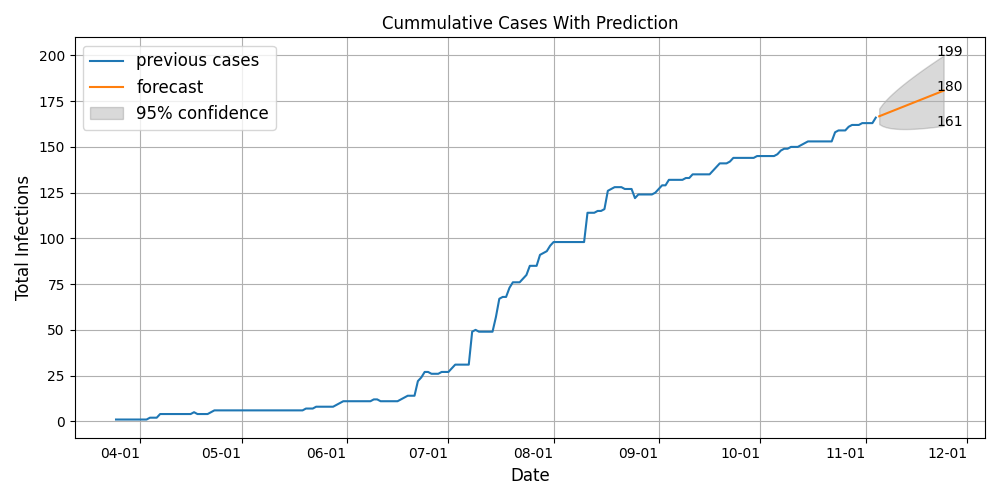 Cummulative Cases With Prediction
previous cases
forecast
95% confidence
199
180
161
200
175
150
125
100
75
50
25
0
Total Infections
04-01 05-01 06-01 07-01 08-01 09-01 10-01 11-01 12-01
Date